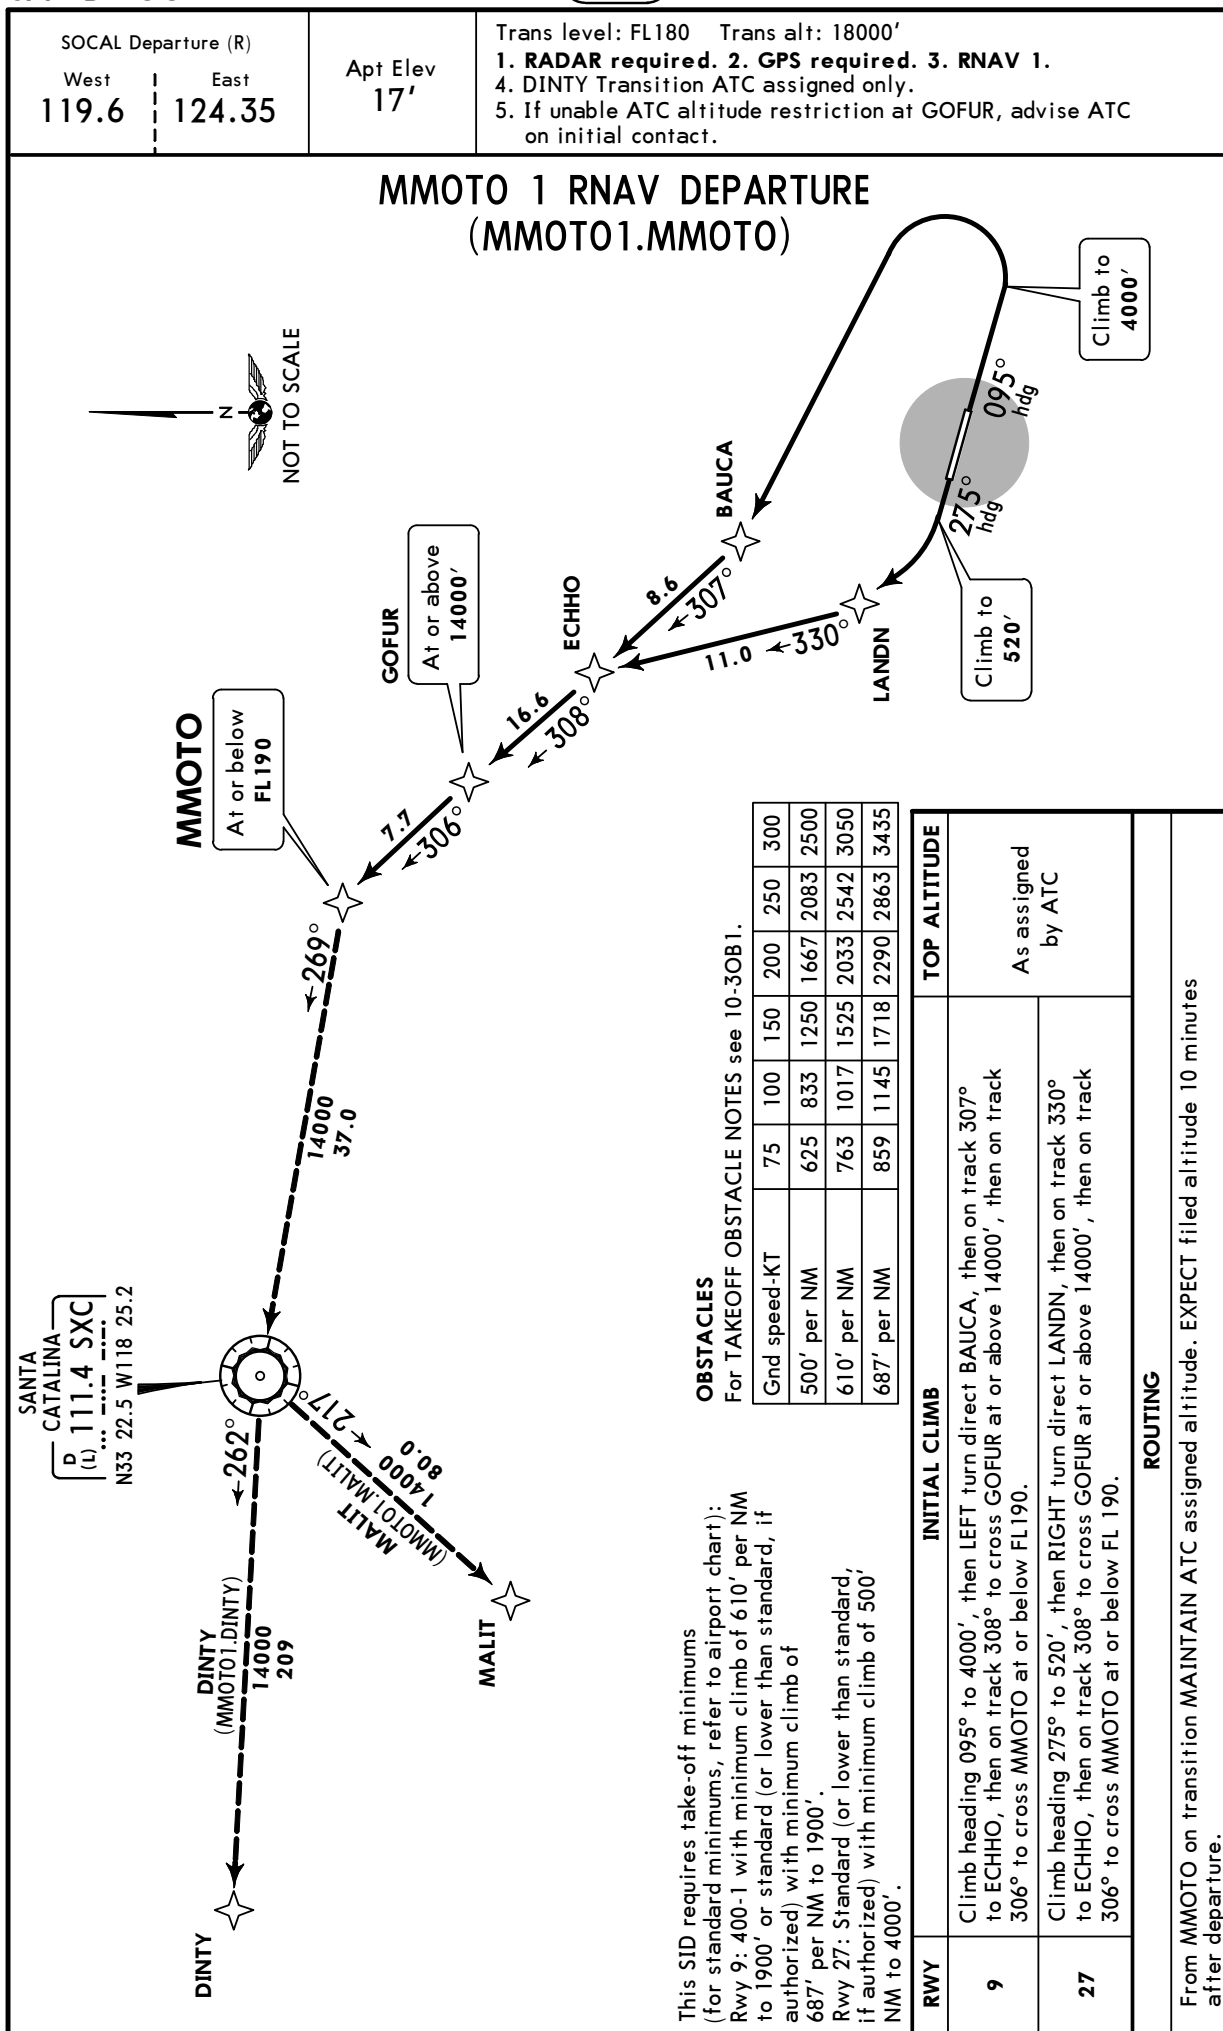 SOCAL Departure (R)
West
East
119.6
124.35
Apt Elev
17'
Trans level: FL180 Trans alt: 18000'
1. RADAR required. 2. GPS required. 3. RNAV 1.
4. DINTY Transition ATC assigned only.
5. If unable ATC altitude restriction at GOFUR, advise ATC
on initial contact.
MMOTO 1 RNAV DEPARTURE
(MMOTO1.MMOTO)
Climb to
4000'
N
NOT TO SCALE
095°
hdg
275°
hdg
BAUCA
8.6
307°
ECHHO
11.0
330°
LANDN
Climb to
520'
GOFUR
At or above
14000'
16.6
308°
MMOTO
At or below
FL190
7.7
306°
269°
14000
37.0
SANTA
CATALINA
D
(L) 111.4 SXC
N33 22.5 W118 25.2
262°
217°
MALIT
(MMOTO1.MALIT)
14000
80.0
MALIT
DINTY
(MMOTO1.DINTY)
14000
209
DINTY
OBSTACLES
For TAKEOFF OBSTACLE NOTES see 10-3OB1.
Gnd speed-KT 75 100 150 200 250 300
500' per NM 625 833 1250 1667 2083 2500
610' per NM 763 1017 1525 2033 2542 3050
687' per NM 859 1145 1718 2290 2863 3435
This SID requires take-off minimums
(for standard minimums, refer to airport chart):
Rwy 9: 400-1 with minimum climb of 610' per NM
to 1900' or standard (or lower than standard, if
authorized) with minimum climb of
687' per NM to 1900'.
Rwy 27: Standard (or lower than standard,
if authorized) with minimum climb of 500'
NM to 4000'.
RWY INITIAL CLIMB TOP ALTITUDE
9
Climb heading 095° to 4000', then LEFT turn direct BAUCA, then on track 307°
to ECHHO, then on track 308° to cross GOFUR at or above 14000', then on track
306° to cross MMOTO at or below FL190.
As assigned
by ATC
27
Climb heading 275° to 520', then RIGHT turn direct LANDN, then on track 330°
to ECHHO, then on track 308° to cross GOFUR at or above 14000', then on track
306° to cross MMOTO at or below FL 190.
ROUTING
From MMOTO on transition MAINTAIN ATC assigned altitude. EXPECT filed altitude 10 minutes
after departure.